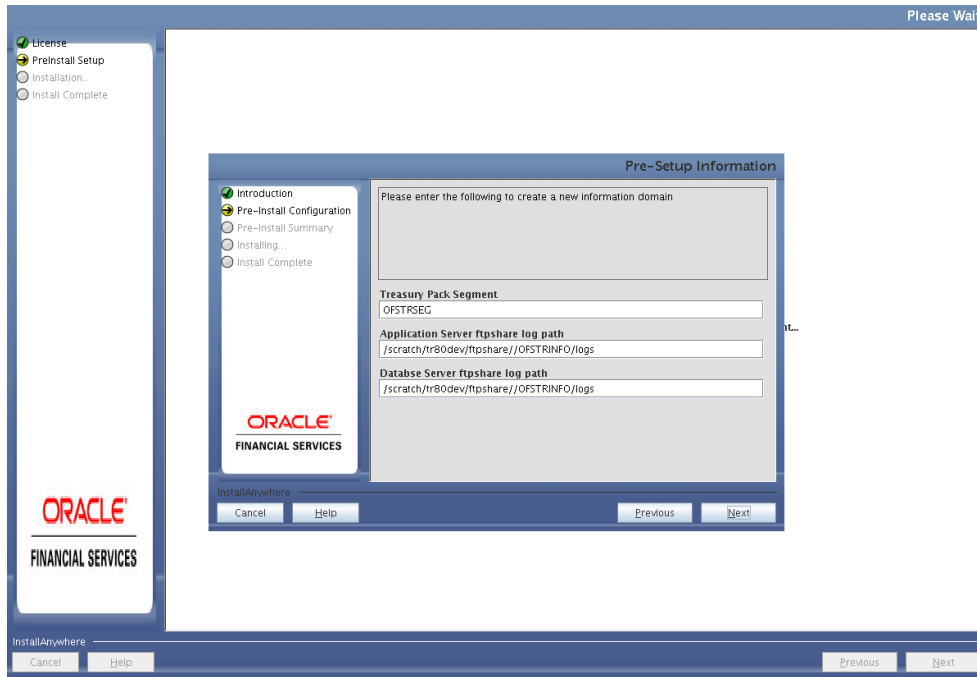 Please Wai
License
PreInstall Setup
Installation..
Install Complete
Pre-Setup Information
Introduction
Pre-Install Configuration
Pre-Install Summary
Installing...
Install Complete
Please enter the following to create a new information domain
Treasury Pack Segment
OFSTRSEG
Application Server ftpshare log path
/scratch/tr80dev/ftpshare//OFSTRINFO/logs
Databse Server ftpshare log path
/scratch/tr80dev/ftpshare//OFSTRINFO/logs
nt...
ORACLE'
FINANCIAL SERVICES
InstallAnywhere
Cancel
Help
Previous
Next
ORACLE'
FINANCIAL SERVICES
InstallAnywhere
Cancel
Help
Previous
Next